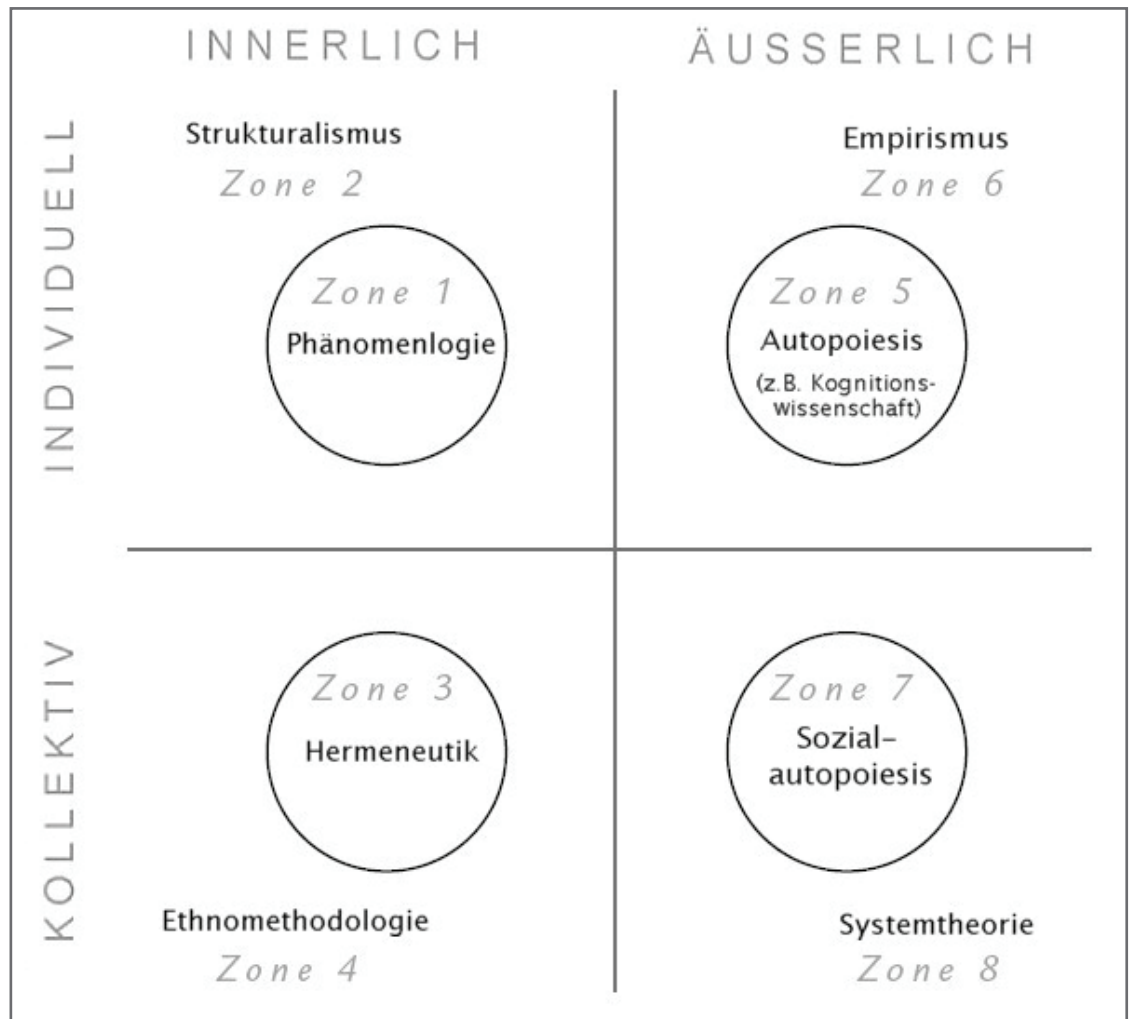 INNERLICH
ÄUSSERLICH
INDIVIDUELL
Strukturalismus
Zone 2
Zone 1
Phänomenlogie
Empirismus
Zone 6
Zone 5
Autopoiesis
(z.B. Kognitions-
wissenschaft)
KOLLEKTIV
Zone 3
Hermeneutik
Ethnomethodologie
Zone 4
Zone 7
Sozial-
autopoiesis
Systemtheorie
Zone 8